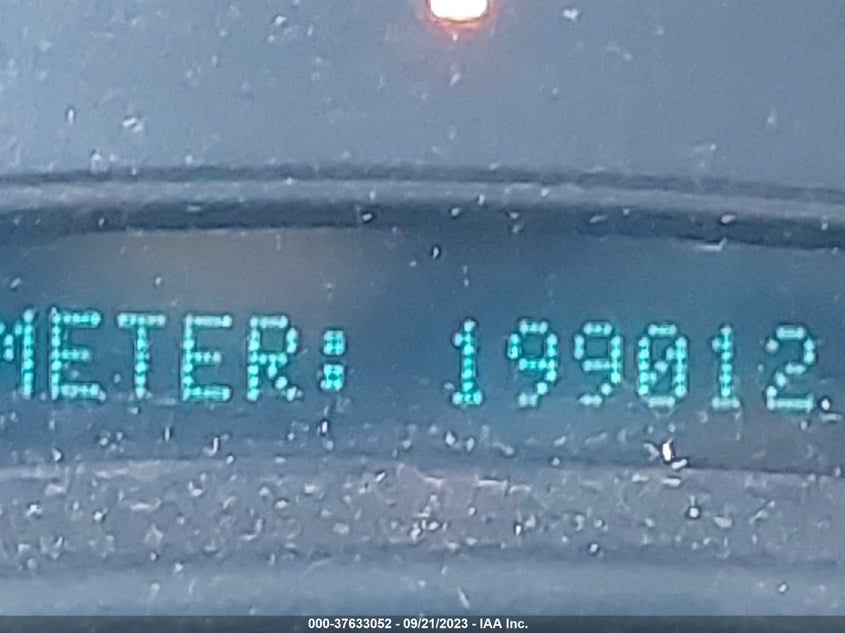 METER: 199012
000-37633052 - 09/21/2023 - IAA Inc.